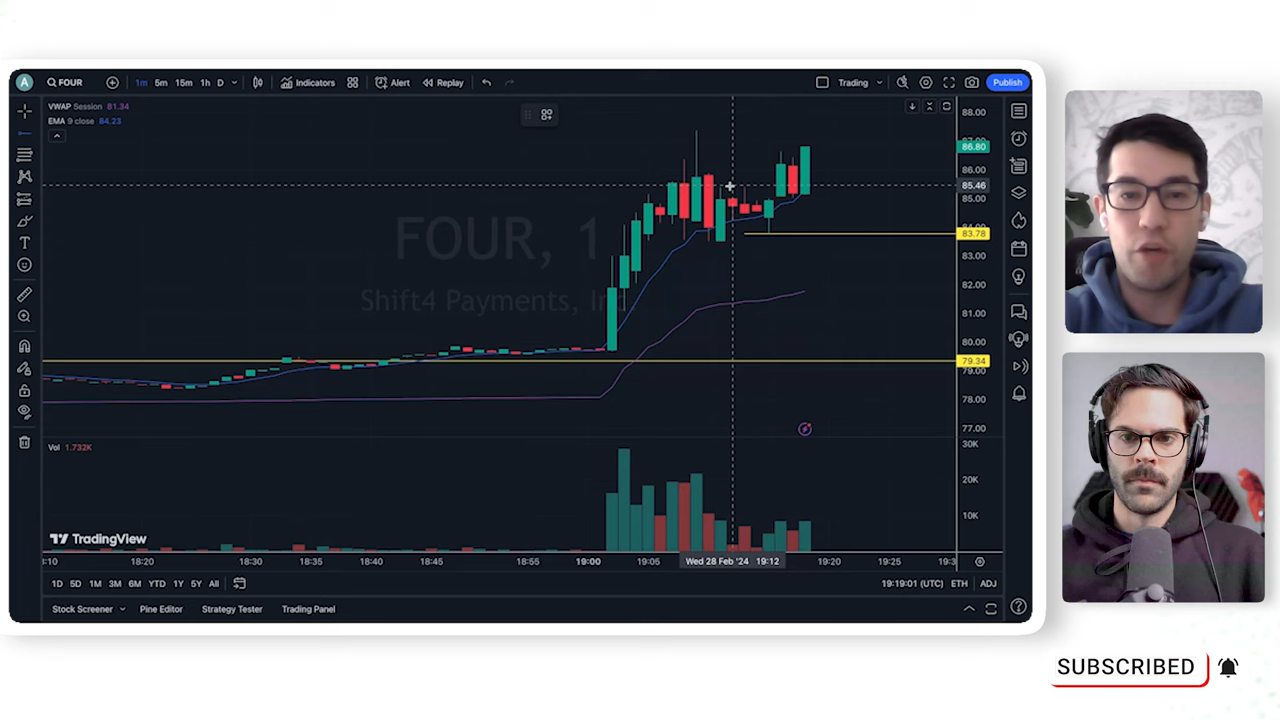 A FOUR 1m 5m 15m 1h D Indicators Alert Replay Trading Publish
VWAP Session 81.34
EMA 9 close 84.23
88.00
86.80
86.00
85.46
85.00
83.78
83.00
82.00
81.00
80.00
79.34
79.00
78.00
77.00
FOUR, 1
Shift4 Payments, Inc.
Vol 1.732K
30K
20K
10K
TradingView
18:20 18:30 18:35 18:40 18:45 18:55 19:00 19:05 Wed 28 Feb '24 19:12 19:20 19:25
1D 5D 1M 3M 6M YTD 1Y 5Y All 19:19:01 (UTC) ETH ADJ
Stock Screener Pine Editor Strategy Tester Trading Panel
SUBSCRIBED